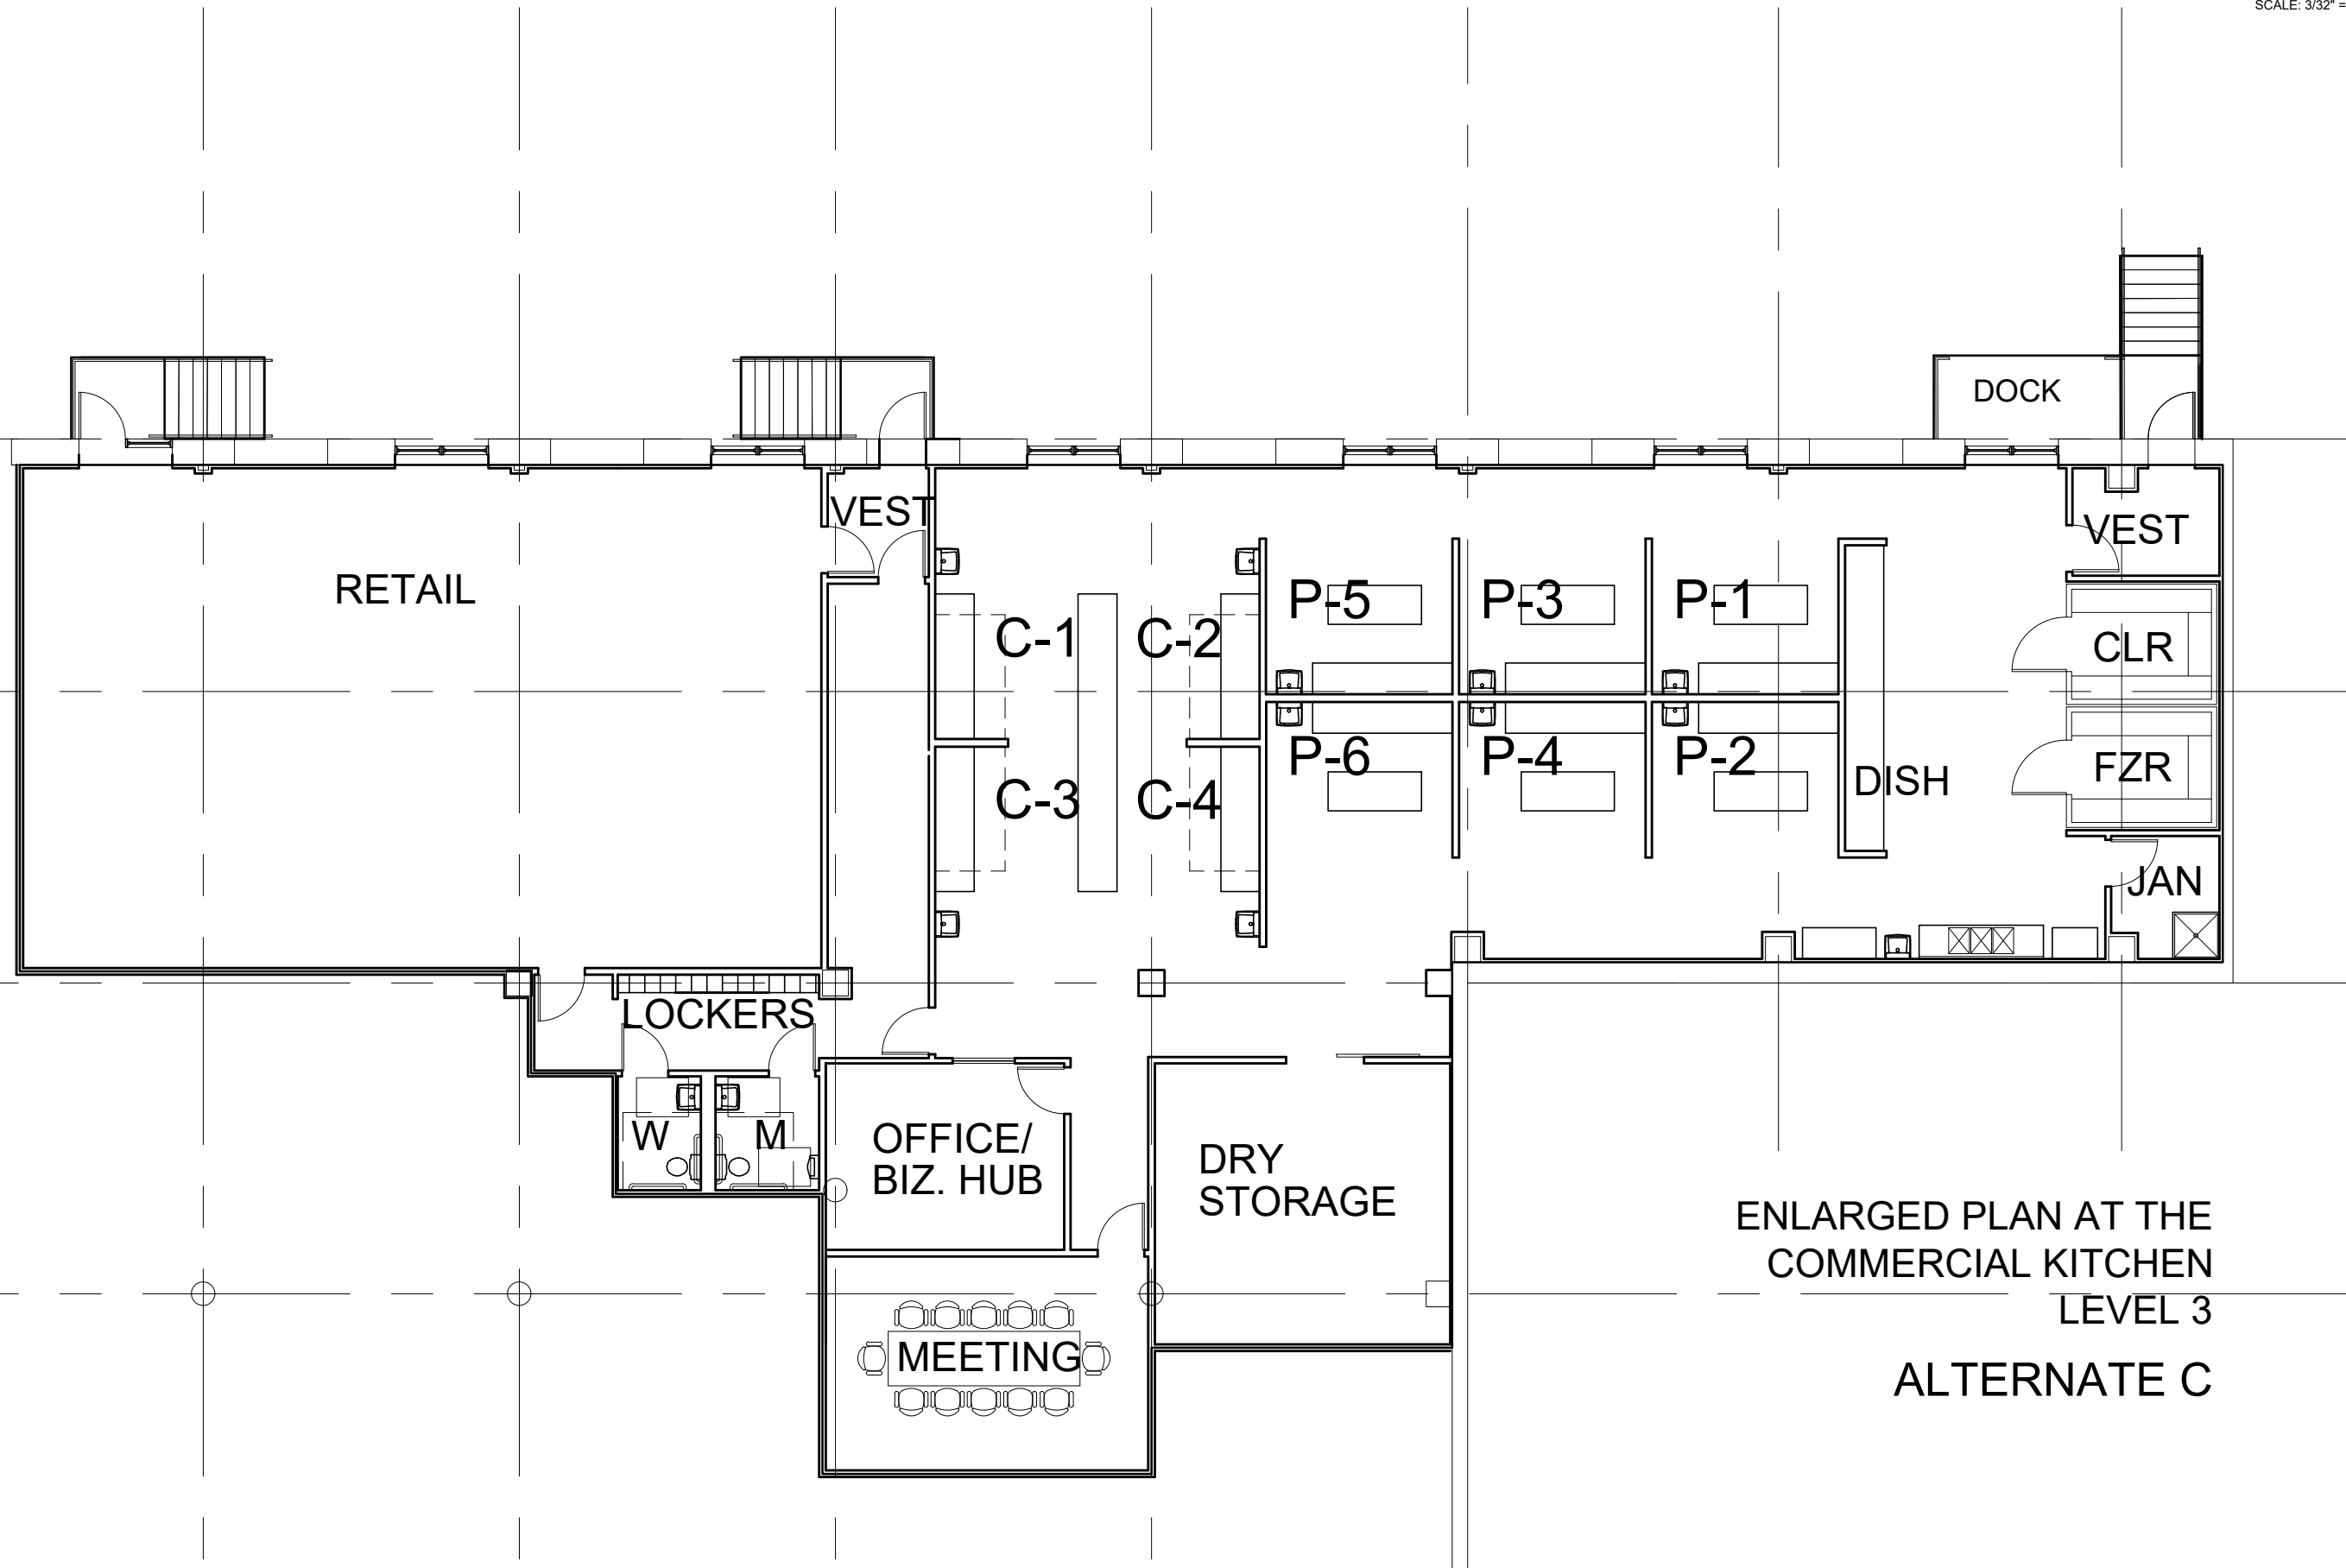 SCALE: 3/32" =
DOCK
VEST
VEST
RETAIL
P-5
P-3
P-1
C-1
C-2
CLR
P-6
P-4
P-2
DISH
FZR
C-3
C-4
JAN
LOCKERS
W
M
OFFICE/
BIZ. HUB
DRY
STORAGE
MEETING
ENLARGED PLAN AT THE
COMMERCIAL KITCHEN
LEVEL 3
ALTERNATE C